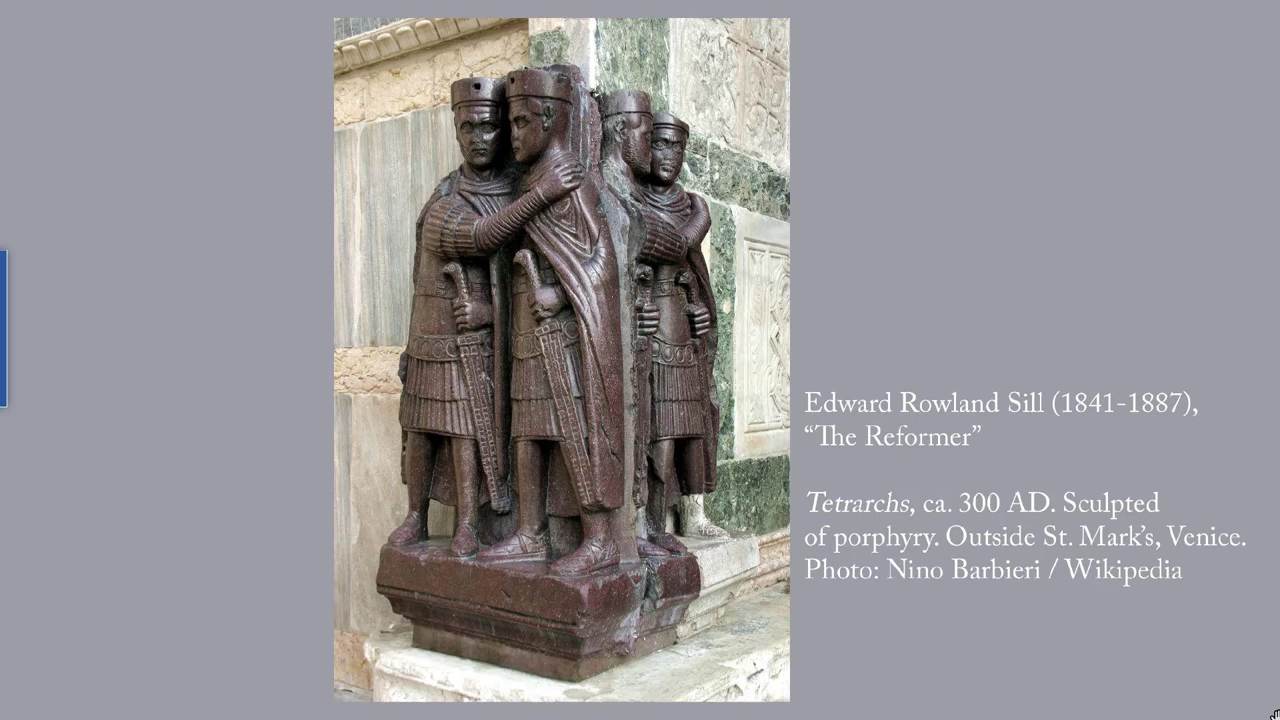 Edward Rowland Sill (1841-1887),
“The Reformer”
Tetrarchs, ca. 300 AD. Sculpted
of porphyry. Outside St. Mark’s, Venice.
Photo: Nino Barbieri / Wikipedia